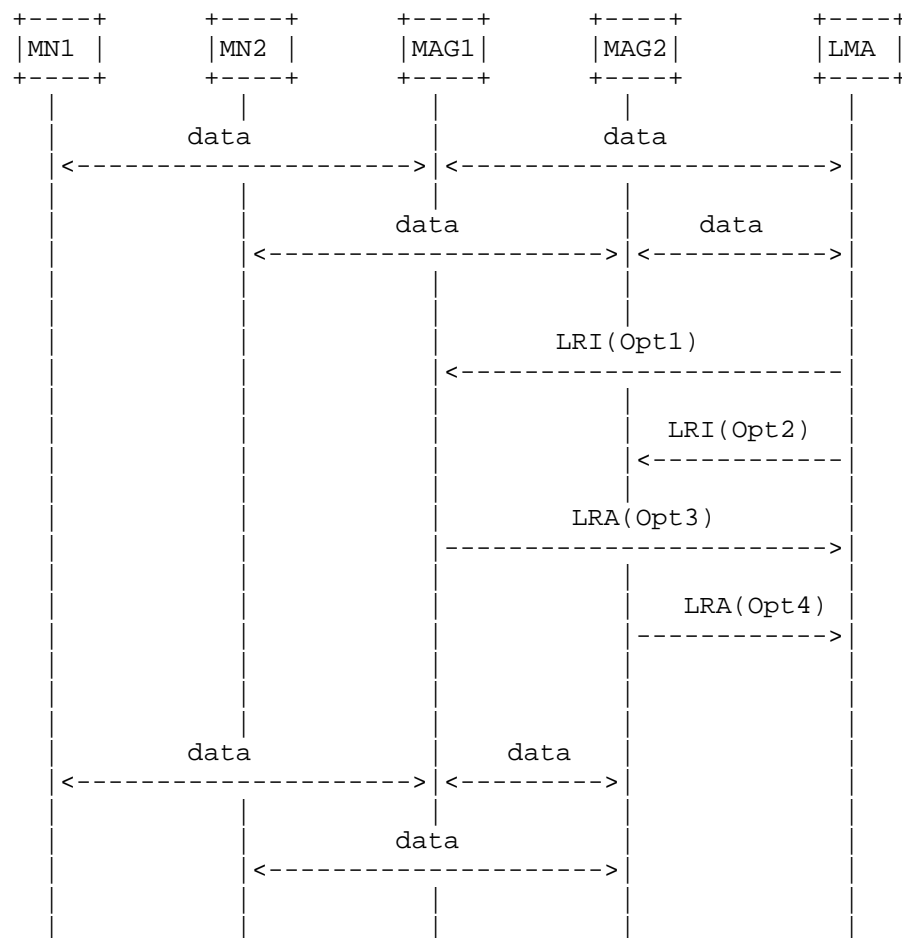 MN1 MN2 MAG1 MAG2 LMA
data data
data data
LRI(Opt1)
LRI(Opt2)
LRA(Opt3)
LRA(Opt4)
data data
data